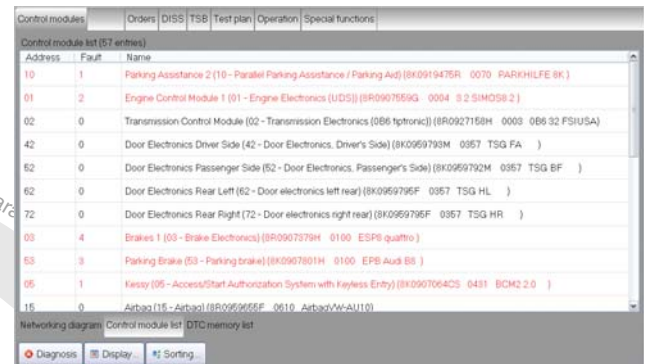 Control modules Orders DISS TSB Test plan Operation Special functions
Control module list (57 entries)
Address Fault Name
10 1 Parking Assistance 2 (10 - Parallel Parking Assistance / Parking Aid) (8K0919475R 0070 PARKHILFE 8K )
01 2 Engine Control Module 1 (01 - Engine Electronics (UDS)) (8R0907559G 0004 3.2 SIMOS8.2 )
02 0 Transmission Control Module (02 - Transmission Electronics (0B6 tiptronic)) (8R0927158H 0003 0B6 32 FSIUSA)
42 0 Door Electronics Driver Side (42 - Door Electronics, Driver's Side) (8K0959793M 0357 TSG FA )
52 0 Door Electronics Passenger Side (52 - Door Electronics, Passenger's Side) (8K0959792M 0357 TSG BF )
62 0 Door Electronics Rear Left (62 - Door electronics left rear) (8K0959795F 0357 TSG HL )
72 0 Door Electronics Rear Right (72 - Door electronics right rear) (8K0959795F 0357 TSG HR )
03 4 Brakes 1 (03 - Brake Electronics) (8R0907379H 0100 ESP8 quattro )
53 3 Parking Brake (53 - Parking brake) (8K0907801H 0100 EPB Audi B8 )
05 1 Kessy (05 - Access/Start Authorization System with Keyless Entry) (8K0907064CS 0431 BCM2 2.0 )
15 0 Airbag (15 - Airbag) (8R0959655F 0610 AirbagVW-AU10)
Networking diagram Control module list DTC memory list
Diagnosis Display... Sorting...